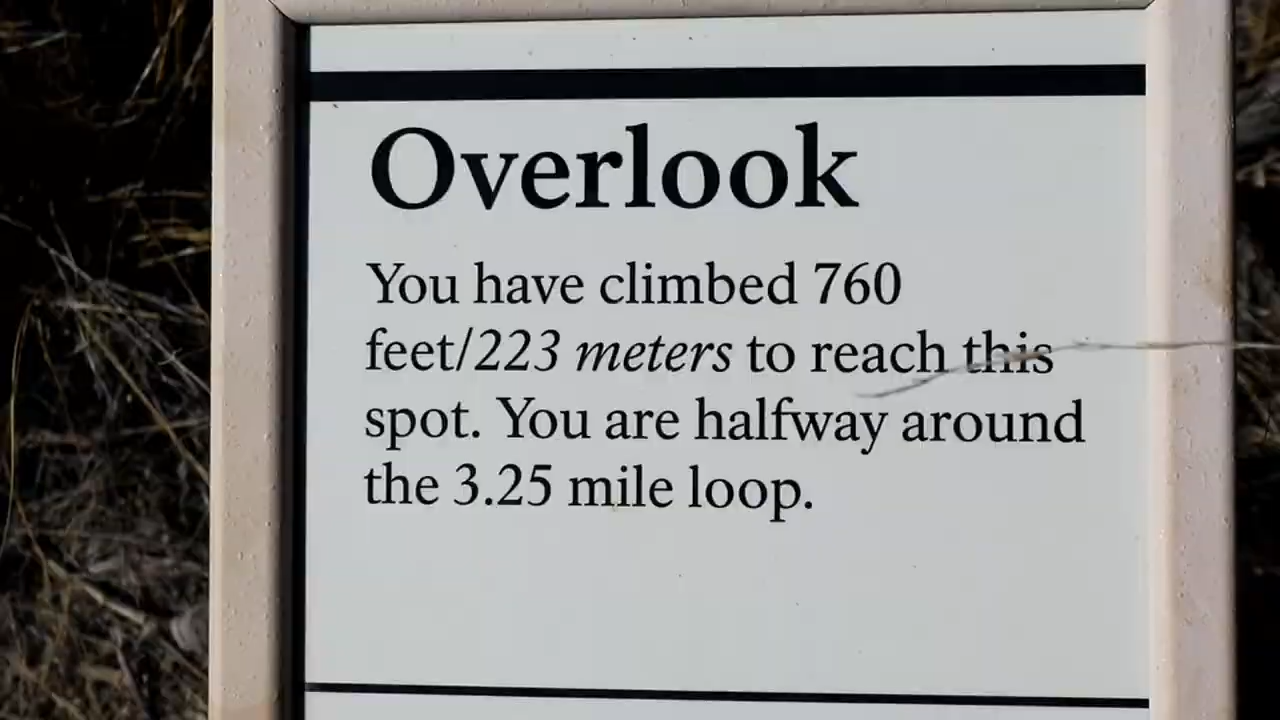 Overlook
You have climbed 760
feet/223 meters to reach this
spot. You are halfway around
the 3.25 mile loop.